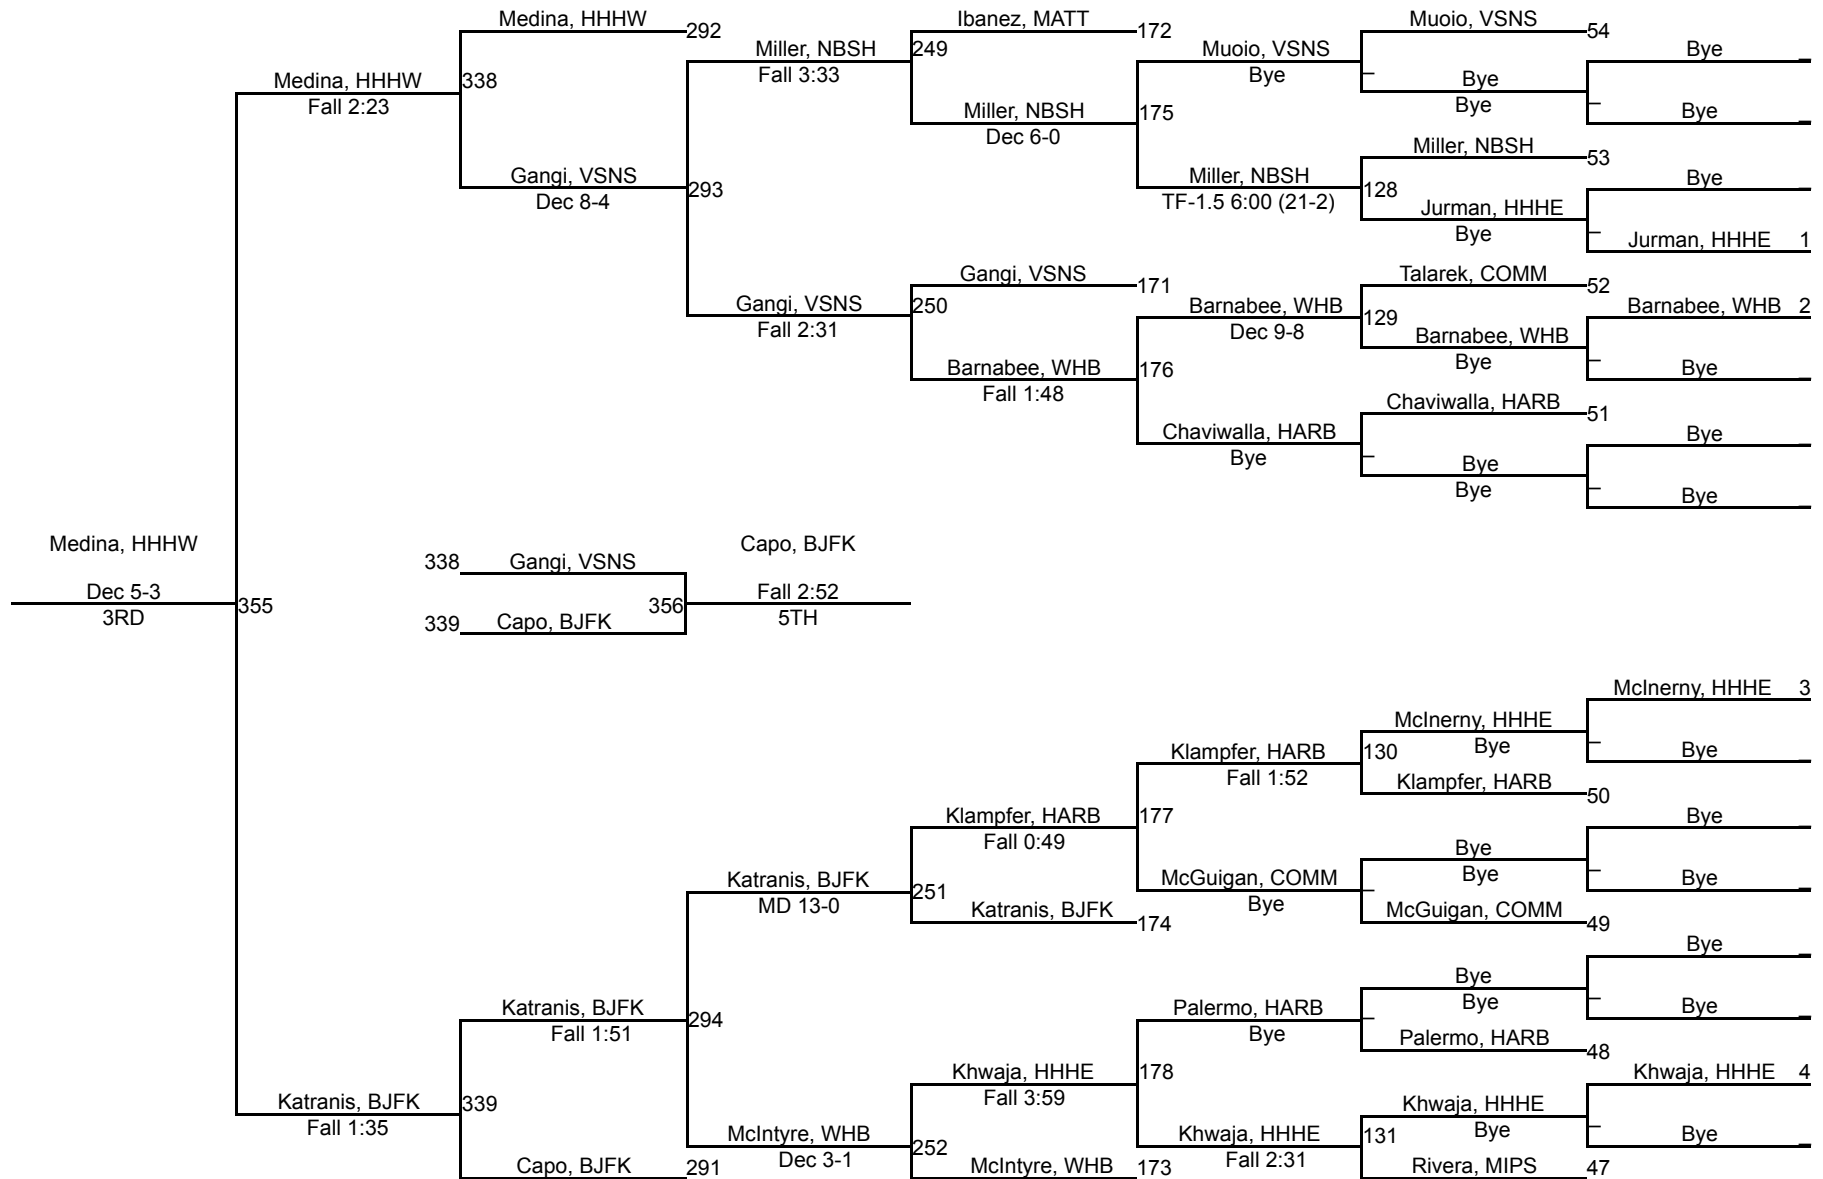 Medina, HHHW
292
Ibanez, MATT
172
Muoio, VSNS
54
Miller, NBSH
249
Fall 3:33
Muoio, VSNS
Bye
Bye
_
Medina, HHHW
338
Fall 2:23
_
Bye
Bye
_
Bye
_
Miller, NBSH
175
Dec 6-0
Miller, NBSH
53
Gangi, VSNS
293
Dec 8-4
Miller, NBSH
128
TF-1.5 6:00 (21-2)
Bye
_
Jurman, HHHE
Bye
_
Jurman, HHHE 1
Gangi, VSNS
171
Talarek, COMM
52
Gangi, VSNS
250
Fall 2:31
Barnabee, WHB
129
Dec 9-8
Barnabee, WHB 2
Barnabee, WHB
Bye
_
Bye
_
Barnabee, WHB
176
Fall 1:48
Chaviwalla, HARB
51
Chaviwalla, HARB
Bye
_
Bye
_
Bye
Bye
_
Bye
_
Medina, HHHW
Dec 5-3
3RD
355
338
Gangi, VSNS
356
339
Capo, BJFK
Capo, BJFK
Fall 2:52
5TH
McInerny, HHHE 3
McInerny, HHHE
Bye
_
Bye
_
Klampfer, HARB
130
Fall 1:52
Klampfer, HARB
50
Klampfer, HARB
177
Fall 0:49
Bye
_
Bye
Bye
_
Bye
_
Katranis, BJFK
251
MD 13-0
McGuigan, COMM
_
Bye
Katranis, BJFK
174
McGuigan, COMM
49
Bye
_
Bye
Bye
_
Bye
_
Katranis, BJFK
294
Fall 1:51
Palermo, HARB
_
Bye
Palermo, HARB
48
Khwaja, HHHE
178
Fall 3:59
Khwaja, HHHE 4
Katranis, BJFK
339
Fall 1:35
Khwaja, HHHE
Bye
_
Bye
_
McIntyre, WHB
252
Dec 3-1
Khwaja, HHHE
131
Fall 2:31
Capo, BJFK
291
McIntyre, WHB
173
Rivera, MIPS
47